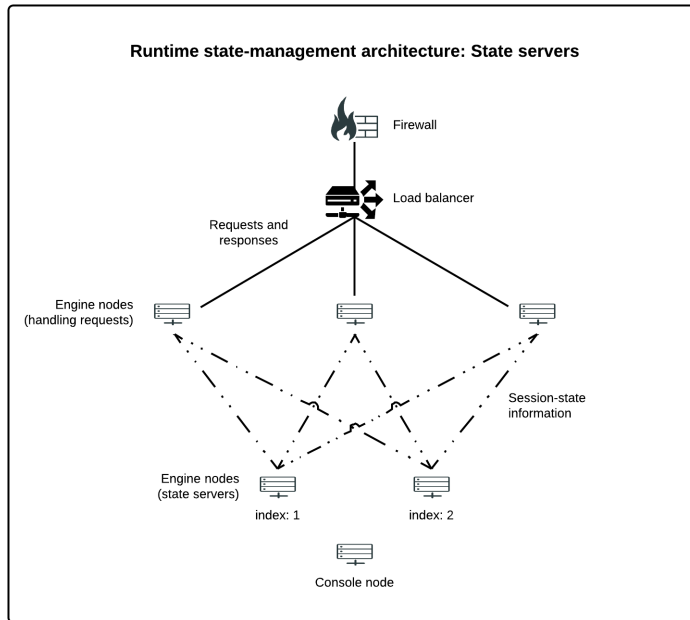 Runtime state-management architecture: State servers
Firewall
Load balancer
Requests and
responses
Engine nodes
(handling requests)
Session-state
information
Engine nodes
(state servers)
index: 1
index: 2
Console node